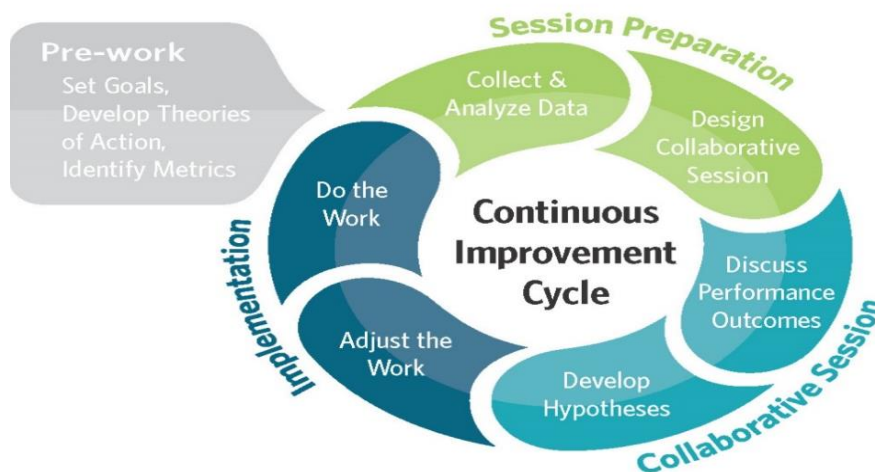 Pre-work
Set Goals,
Develop Theories
of Action,
Identify Metrics
Session Preparation
Collect &
Analyze Data
Design
Collaborative
Session
Continuous
Improvement
Cycle
Discuss
Performance
Outcomes
Develop
Hypotheses
Collaborative Session
Adjust the
Work
Do the
Work
Implementation